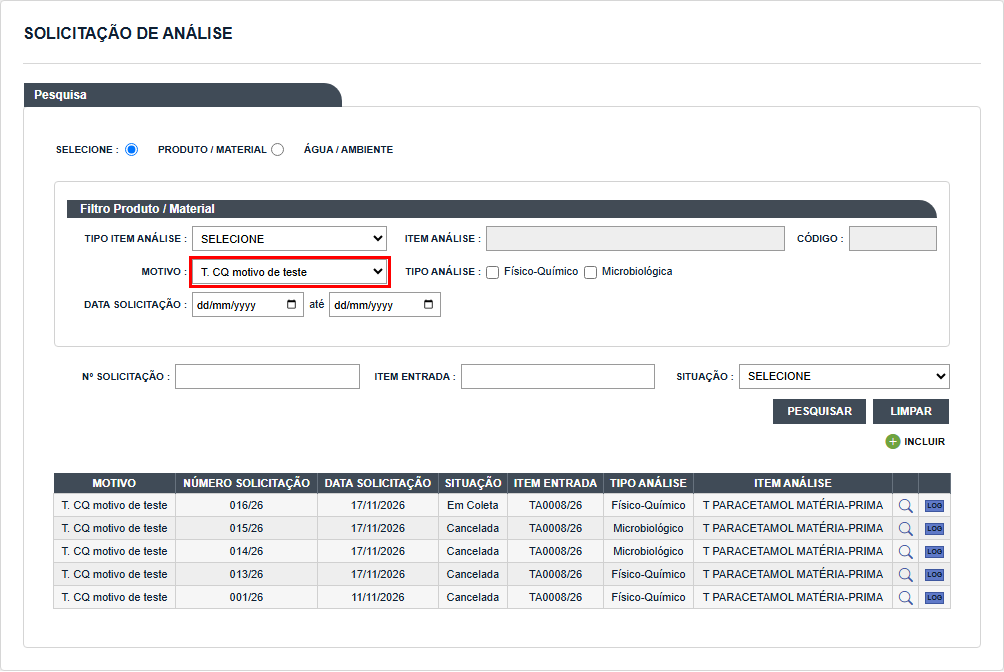 SOLICITAÇÃO DE ANÁLISE
Pesquisa
SELECIONE : PRODUTO / MATERIAL ÁGUA / AMBIENTE
Filtro Produto / Material
TIPO ITEM ANÁLISE : SELECIONE ITEM ANÁLISE : CÓDIGO :
MOTIVO : T. CQ motivo de teste TIPO ANÁLISE : Físico-Químico Microbiológica
DATA SOLICITAÇÃO : dd/mm/yyyy até dd/mm/yyyy
Nº SOLICITAÇÃO : ITEM ENTRADA : SITUAÇÃO : SELECIONE
PESQUISAR LIMPAR
INCLUIR
MOTIVO NÚMERO SOLICITAÇÃO DATA SOLICITAÇÃO SITUAÇÃO ITEM ENTRADA TIPO ANÁLISE ITEM ANÁLISE
T. CQ motivo de teste 016/26 17/11/2026 Em Coleta TA0008/26 Físico-Químico T PARACETAMOL MATÉRIA-PRIMA LOG
T. CQ motivo de teste 015/26 17/11/2026 Cancelada TA0008/26 Microbiológico T PARACETAMOL MATÉRIA-PRIMA LOG
T. CQ motivo de teste 014/26 17/11/2026 Cancelada TA0008/26 Microbiológico T PARACETAMOL MATÉRIA-PRIMA LOG
T. CQ motivo de teste 013/26 17/11/2026 Cancelada TA0008/26 Físico-Químico T PARACETAMOL MATÉRIA-PRIMA LOG
T. CQ motivo de teste 001/26 11/11/2026 Cancelada TA0008/26 Físico-Químico T PARACETAMOL MATÉRIA-PRIMA LOG